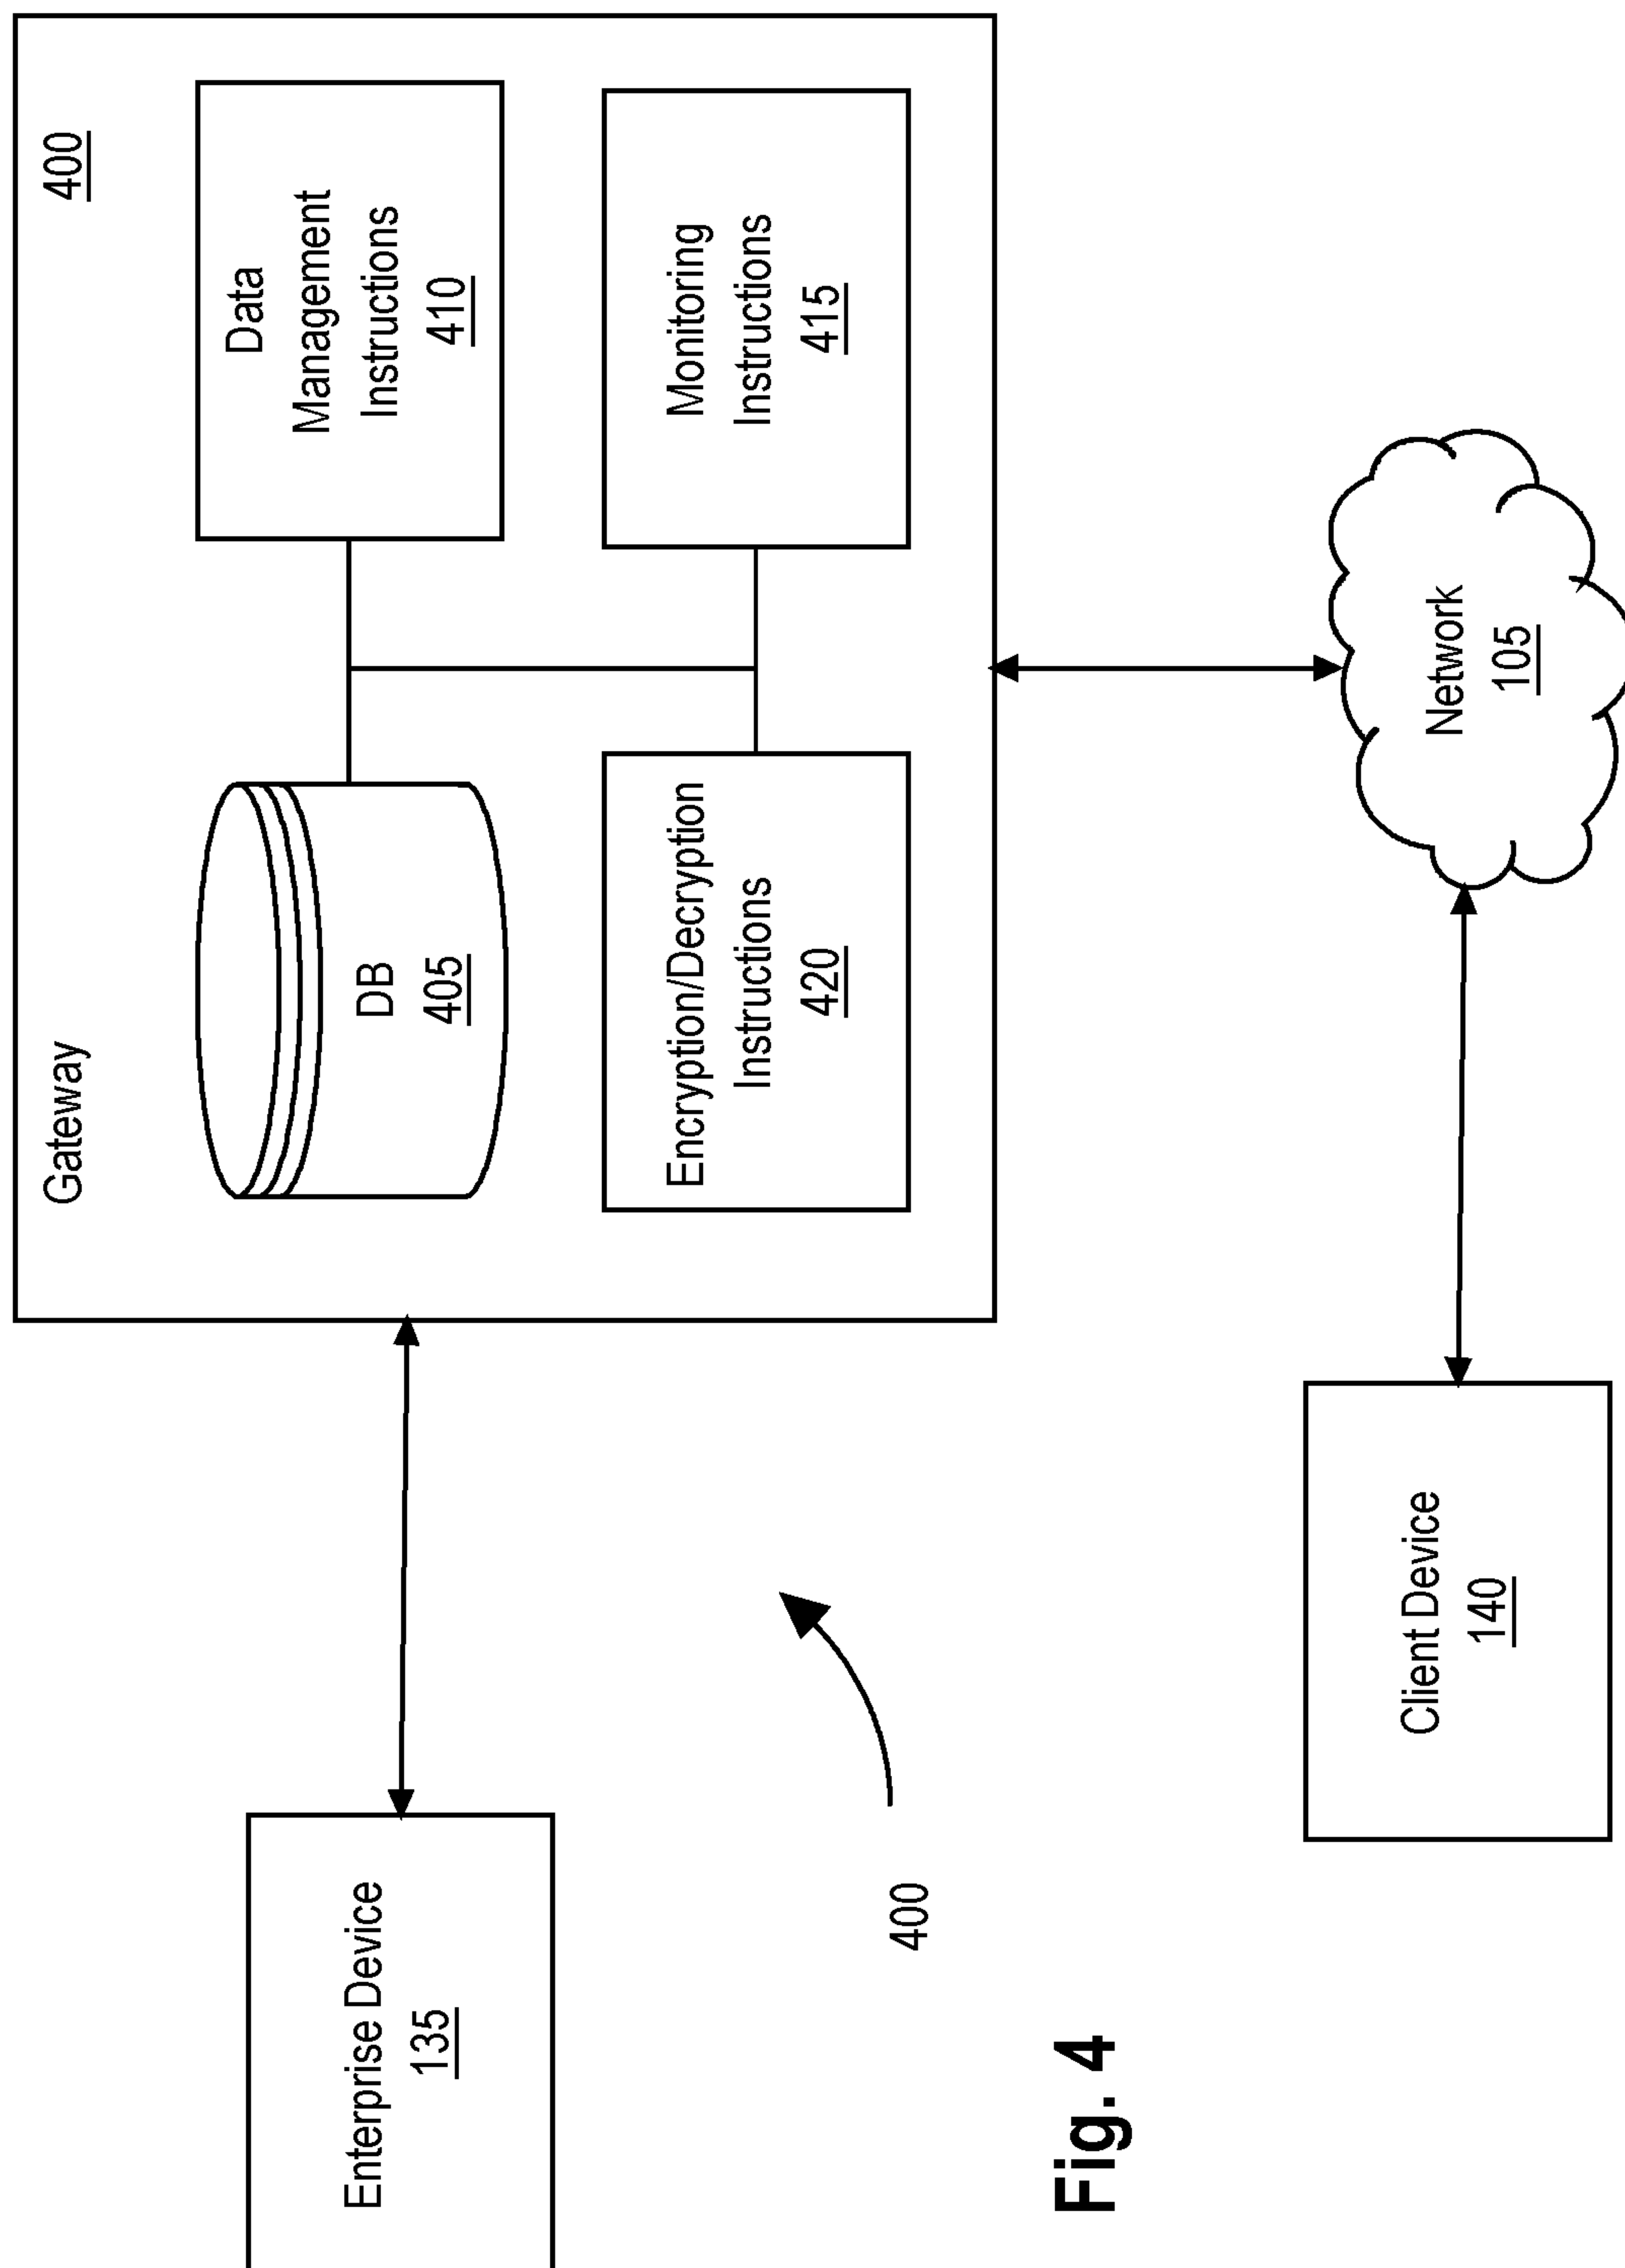 Gateway
400
DB
405
Data
Management
Instructions
410
Encryption/Decryption
Instructions
420
Monitoring
Instructions
415
Enterprise Device
135
400
Network
105
Client Device
140
Fig. 4